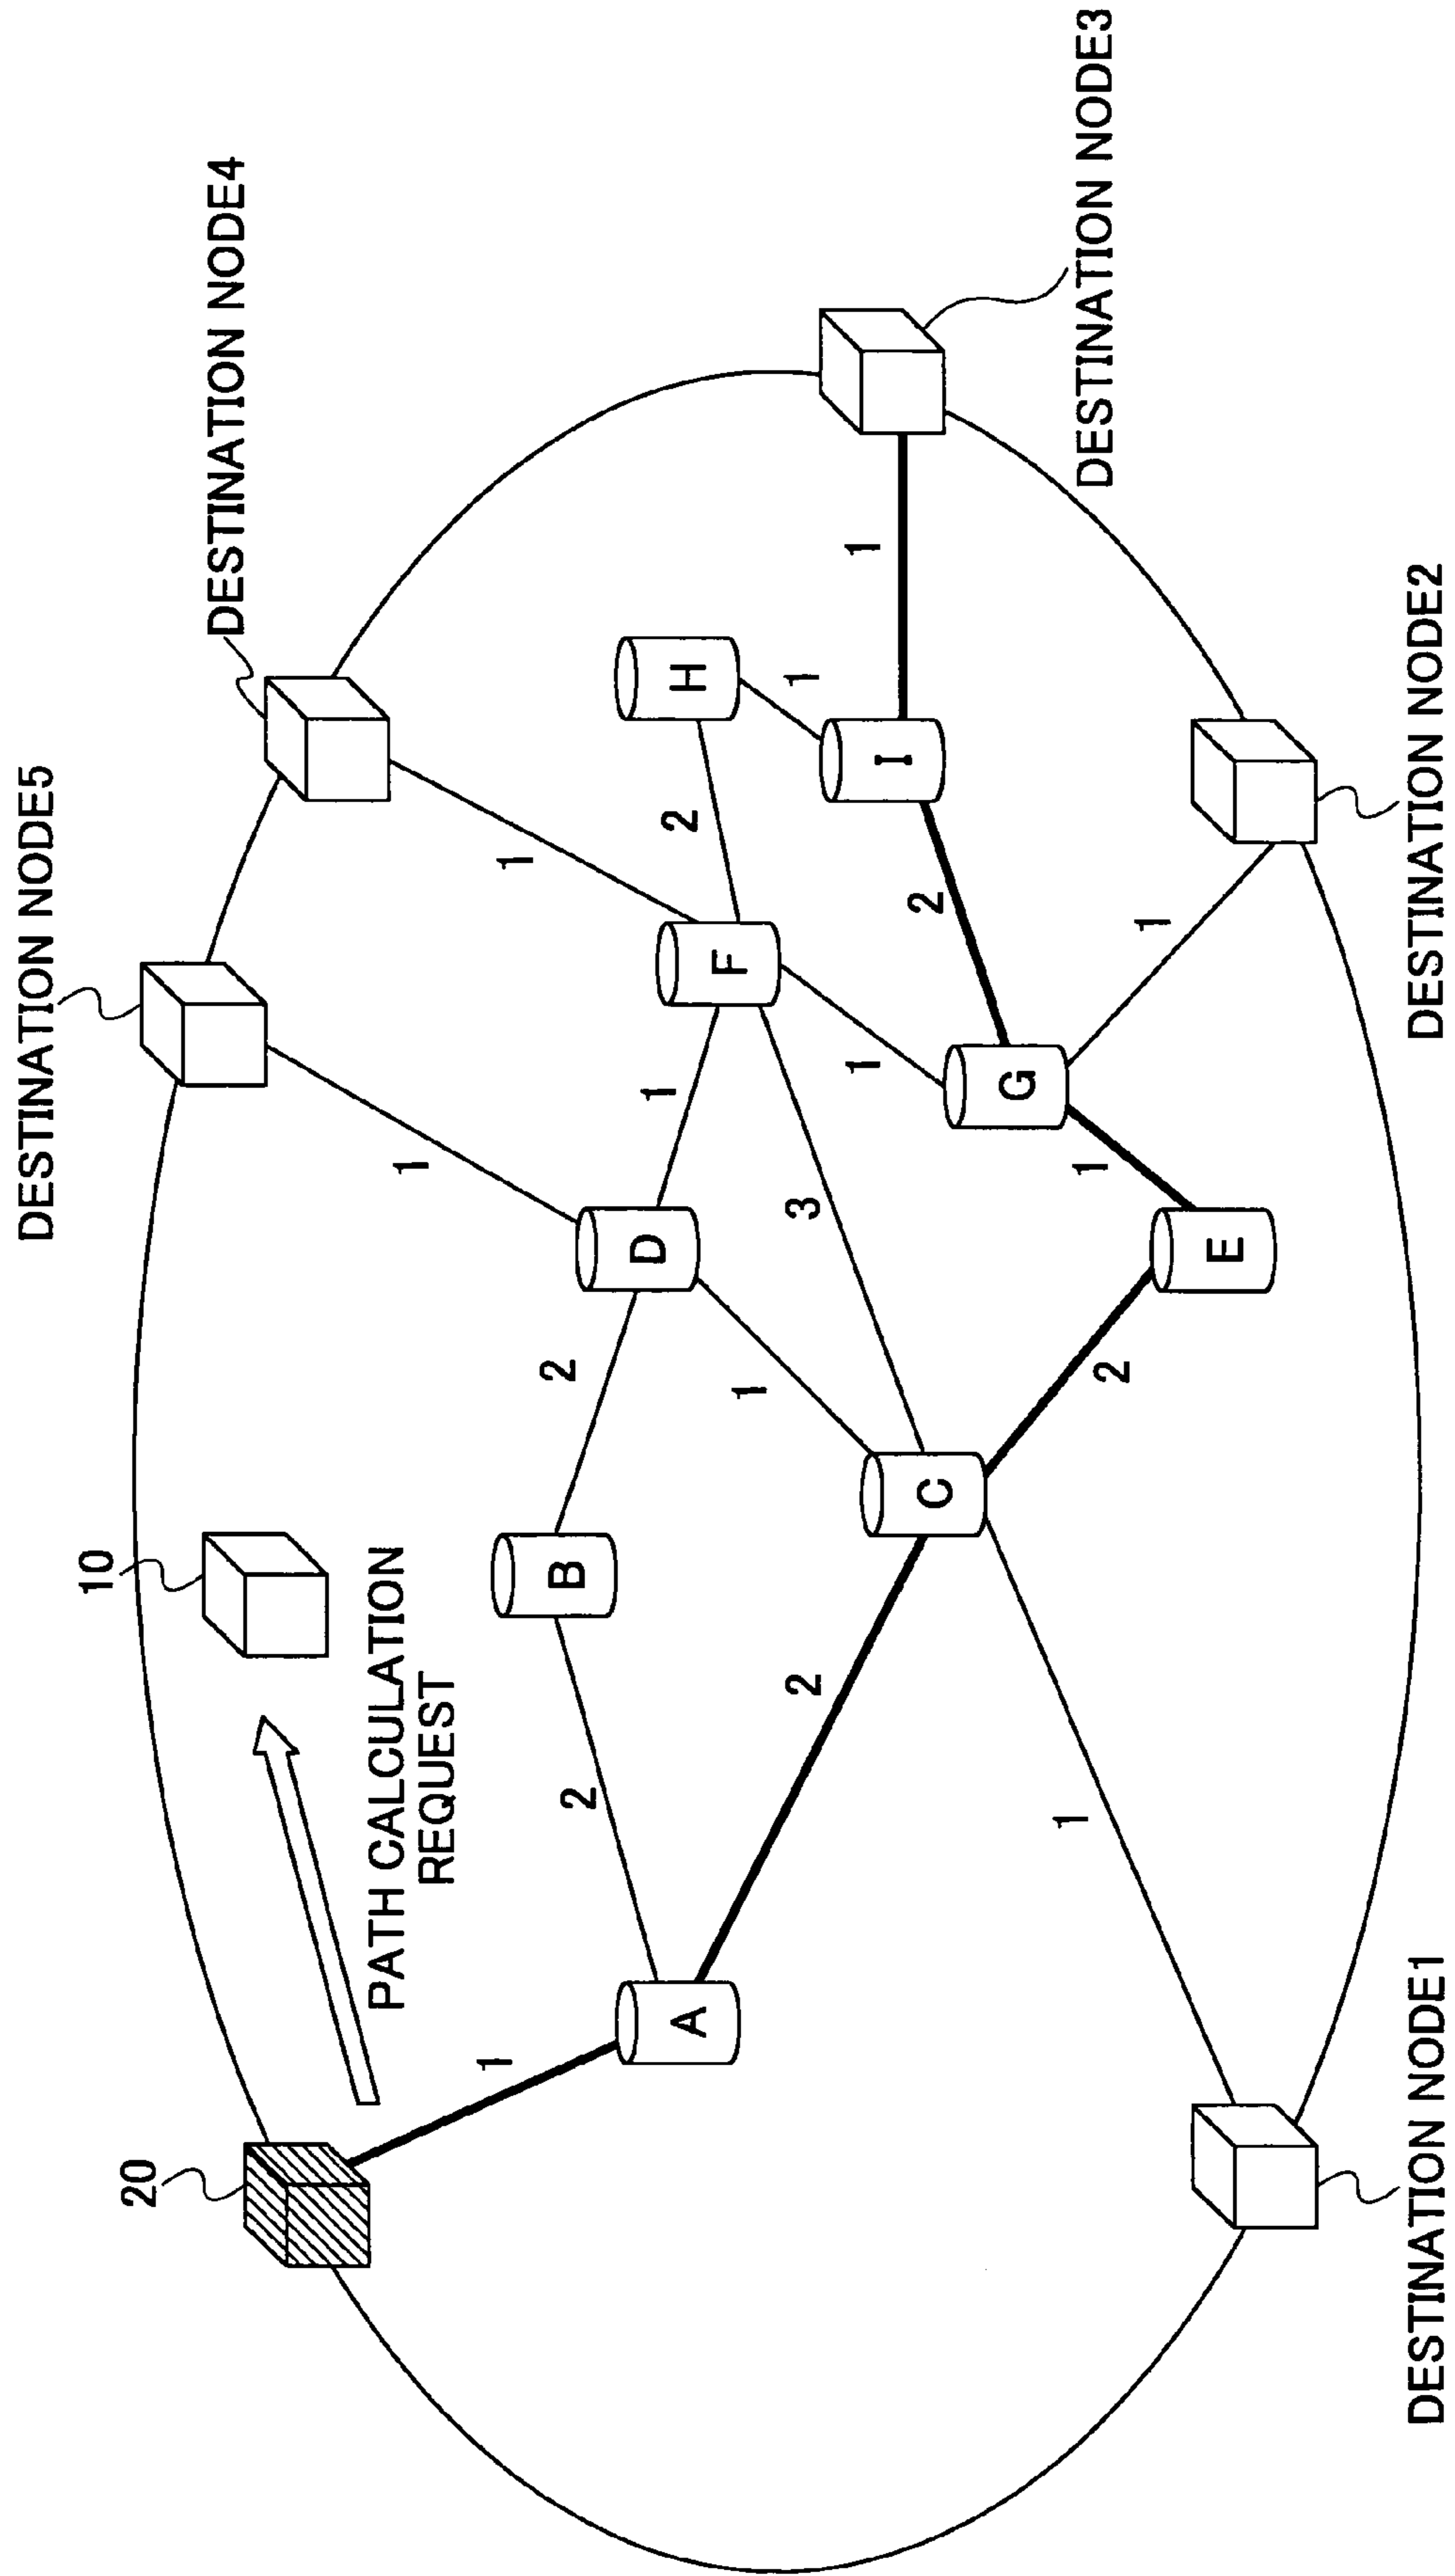 DESTINATION NODE5
DESTINATION NODE4
DESTINATION NODE3
DESTINATION NODE2
DESTINATION NODE1
10
20
PATH CALCULATION
REQUEST
A
B
C
D
E
F
G
H
I
1
2
2
2
1
1
1
3
2
1
1
1
2
1
1
2
1
1